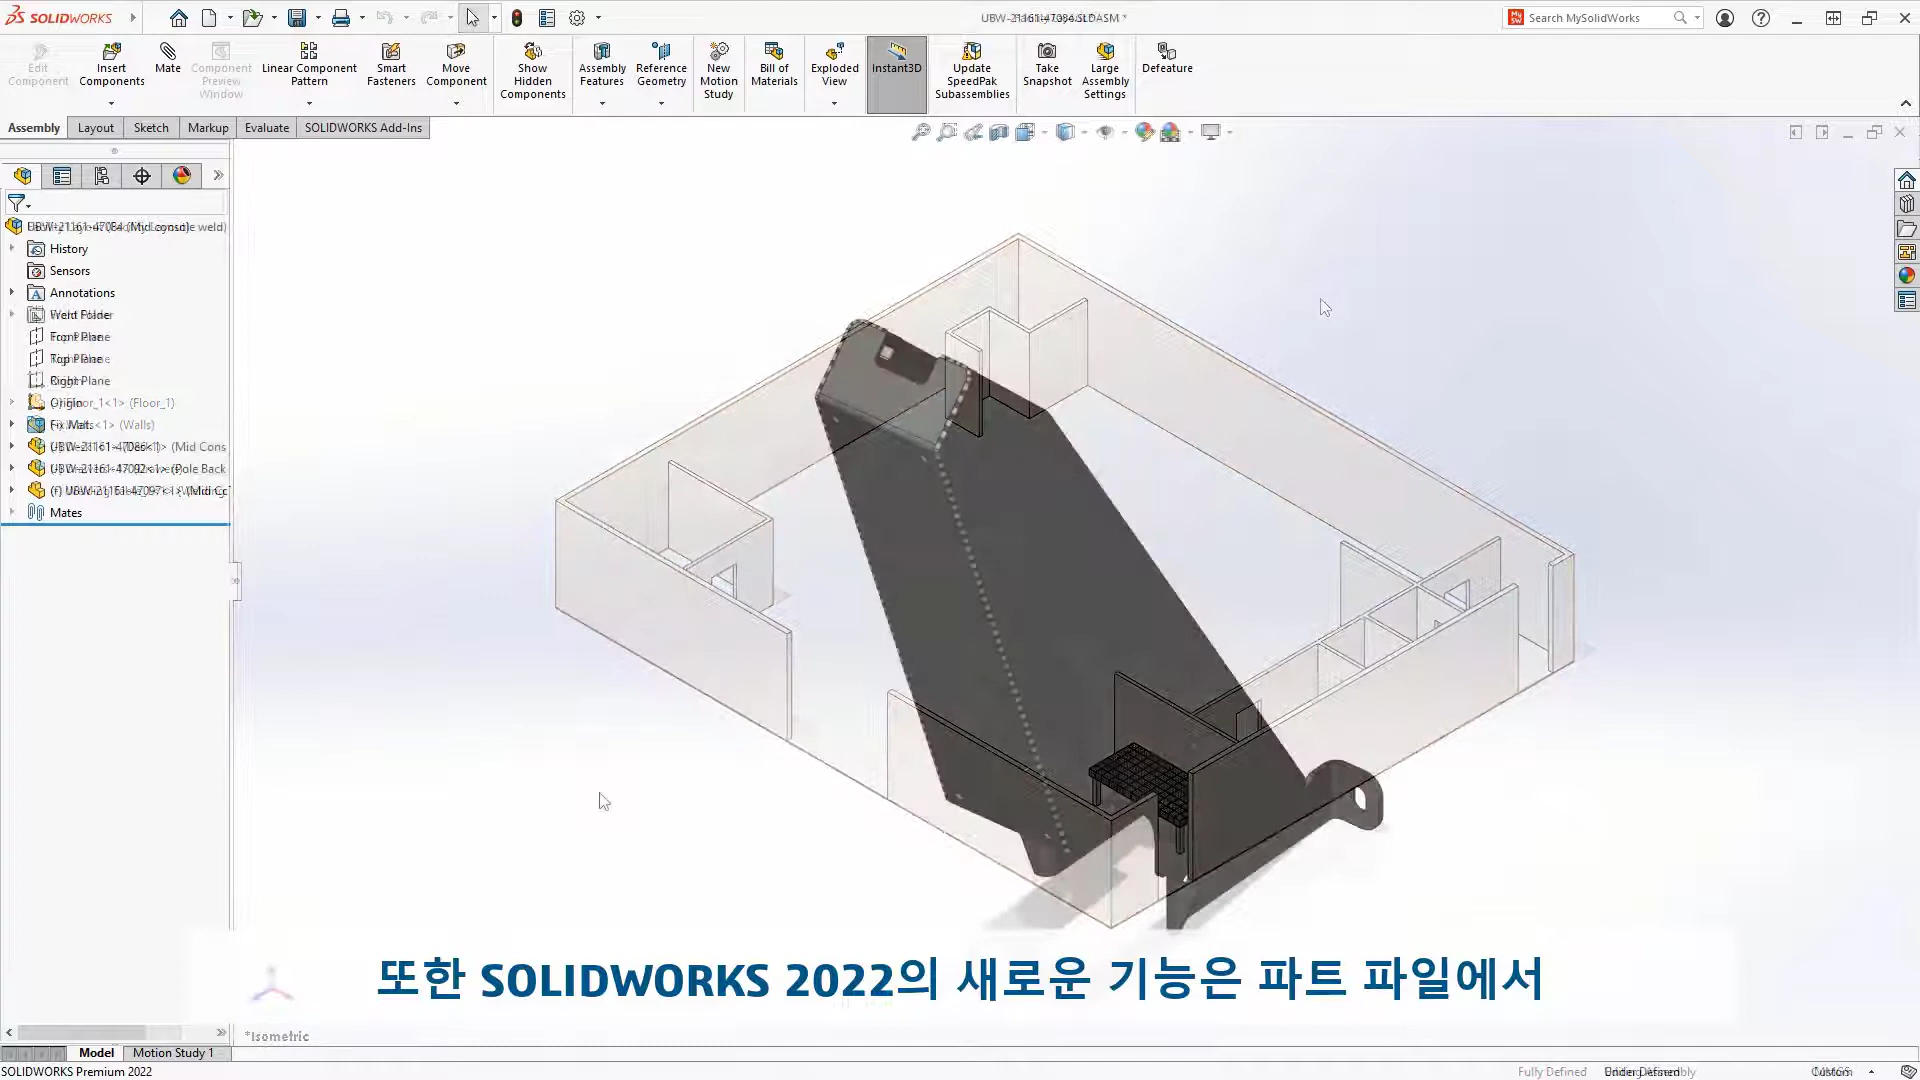 SOLIDWORKS
Search MySolidWorks
Edit Component
Insert Components
Mate
Component Preview Window
Linear Component Pattern
Smart Fasteners
Move Component
Show Hidden Components
Assembly Features
Reference Geometry
New Motion Study
Bill of Materials
Exploded View
Instant3D
Update SpeedPak Subassemblies
Take Snapshot
Large Assembly Settings
Defeature
Assembly
Layout
Sketch
Markup
Evaluate
SOLIDWORKS Add-Ins
History
Sensors
Annotations
Mates
또한 SOLIDWORKS 2022의 새로운 기능은 파트 파일에서
*Isometric
Model
Motion Study 1
SOLIDWORKS Premium 2022
Fully Defined